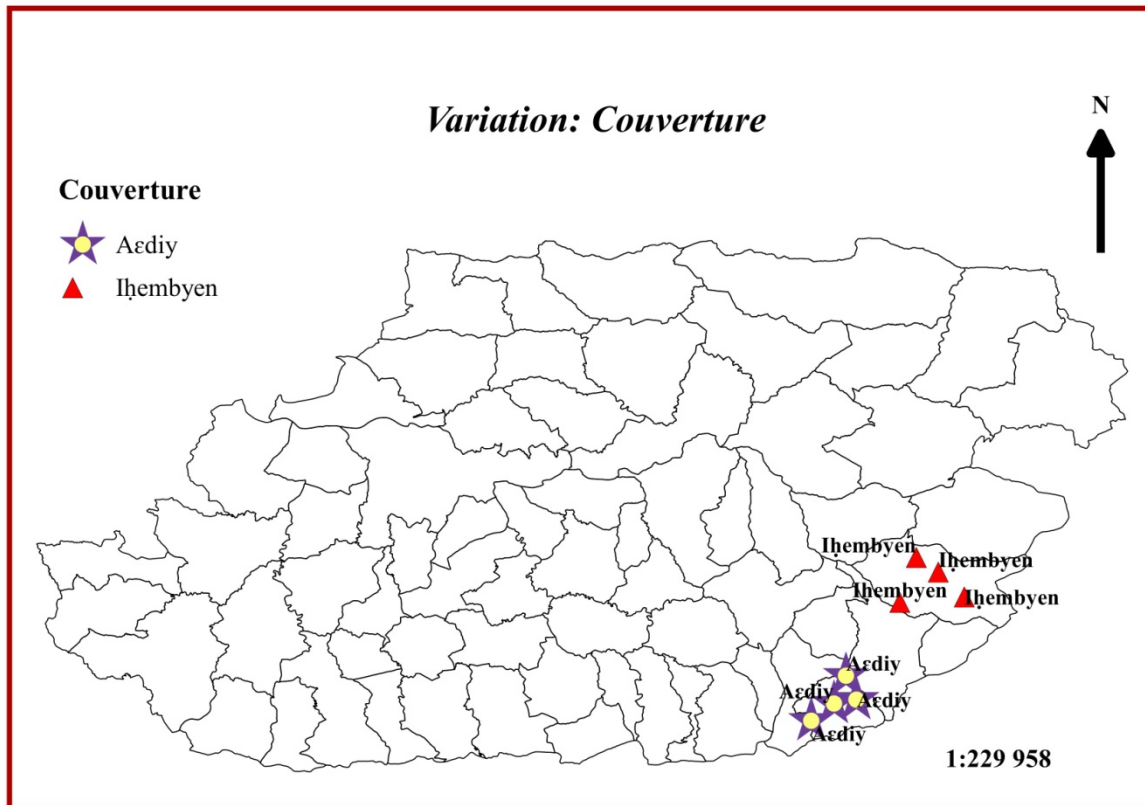 N
Variation: Couverture
Couverture
Aɛdiy
Iḥembyen
Iḥembyen
Iḥembyen
Iḥembyen
Iḥembyen
Aɛdiy
Aɛdiy
Aɛdiy
Aɛdiy
1:229 958